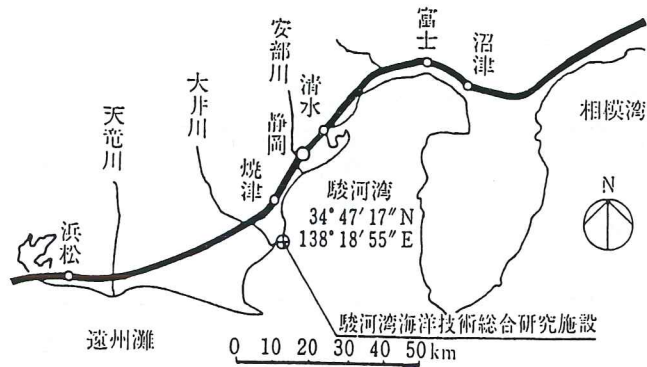 富士
沼津
安部川
清水
静岡
大井川
天竜川
焼津
浜松
相模湾
駿河湾
34°47′17″N
138°18′55″E
N
駿河湾海洋技術総合研究施設
遠州灘
0 10 20 30 40 50km